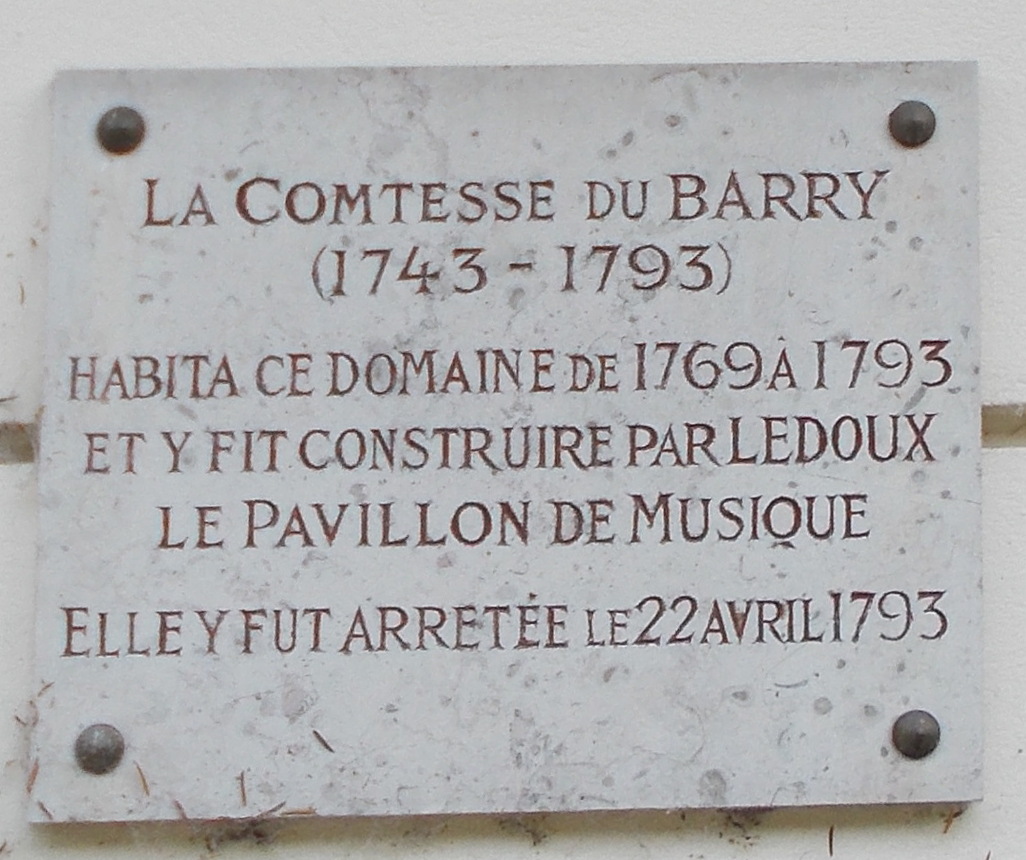 LA COMTESSE DU BARRY
(1743 - 1793)
HABITA CE DOMAINE DE 1769 À 1793
ET Y FIT CONSTRUIRE PAR LEDOUX
LE PAVILLON DE MUSIQUE
ELLE Y FUT ARRETÉE LE 22 AVRIL 1793